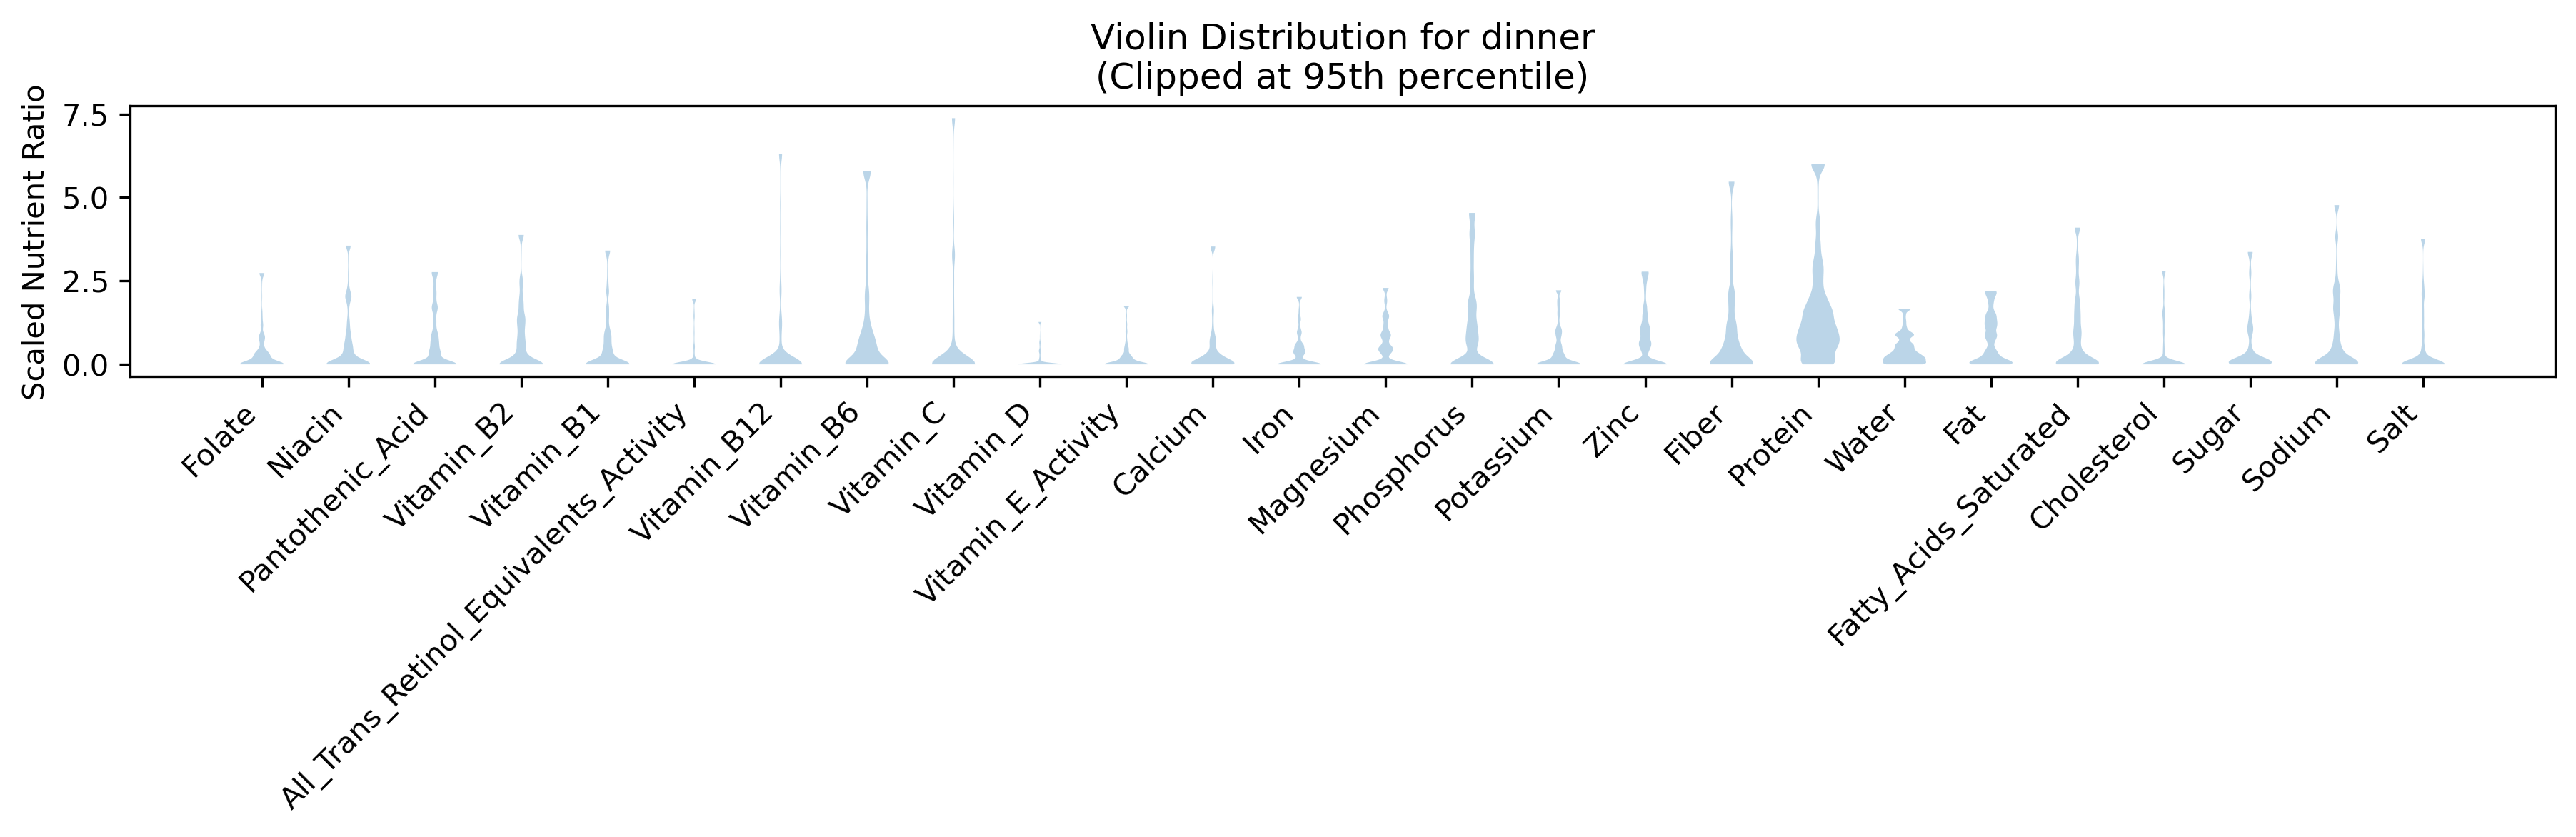 Violin Distribution for dinner
(Clipped at 95th percentile)
Scaled Nutrient Ratio
7.5
5.0
2.5
0.0
Folate
Niacin
Pantothenic_Acid
Vitamin_B2
Vitamin_B1
All_Trans_Retinol_Equivalents_Activity
Vitamin_B12
Vitamin_B6
Vitamin_C
Vitamin_D
Vitamin_E_Activity
Calcium
Iron
Magnesium
Phosphorus
Potassium
Zinc
Fiber
Protein
Water
Fat
Fatty_Acids_Saturated
Cholesterol
Sugar
Sodium
Salt